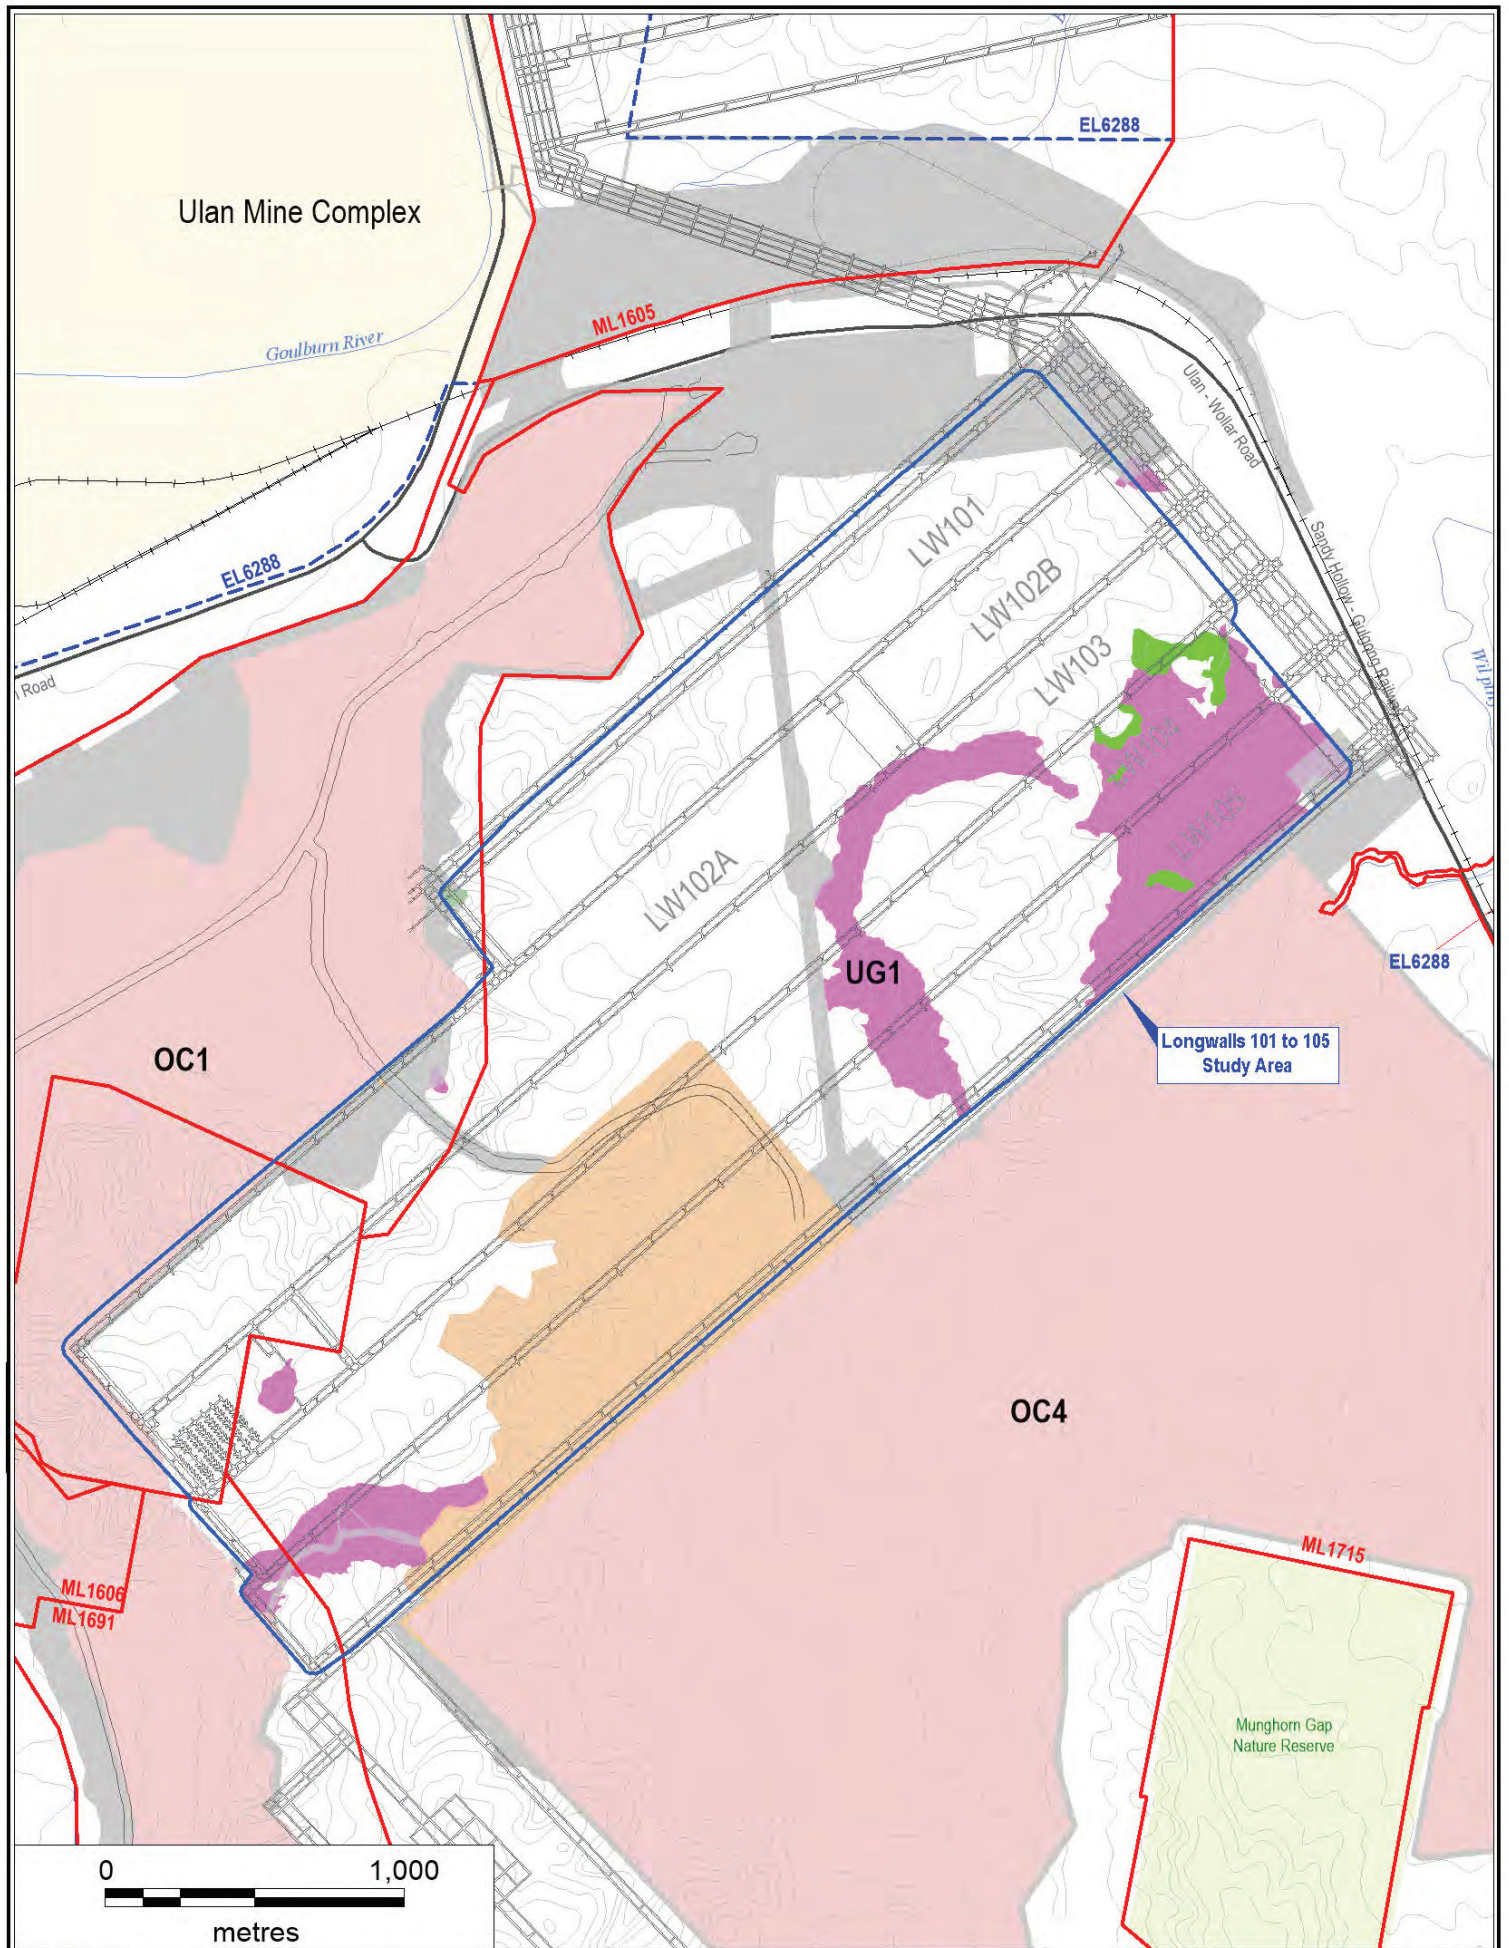 EL6288
Ulan Mine Complex
ML1605
Goulburn River
Ulan - Wollar Road
LW101
EL6288
LW102B
Sandy Hollow - Gulgong Railway
LW103
n Road
LW104
LW105
LW102A
UG1
EL6288
Longwalls 101 to 105
Study Area
OC1
OC4
ML1715
ML1606
ML1691
Munghorn Gap
Nature Reserve
0 1,000
metres